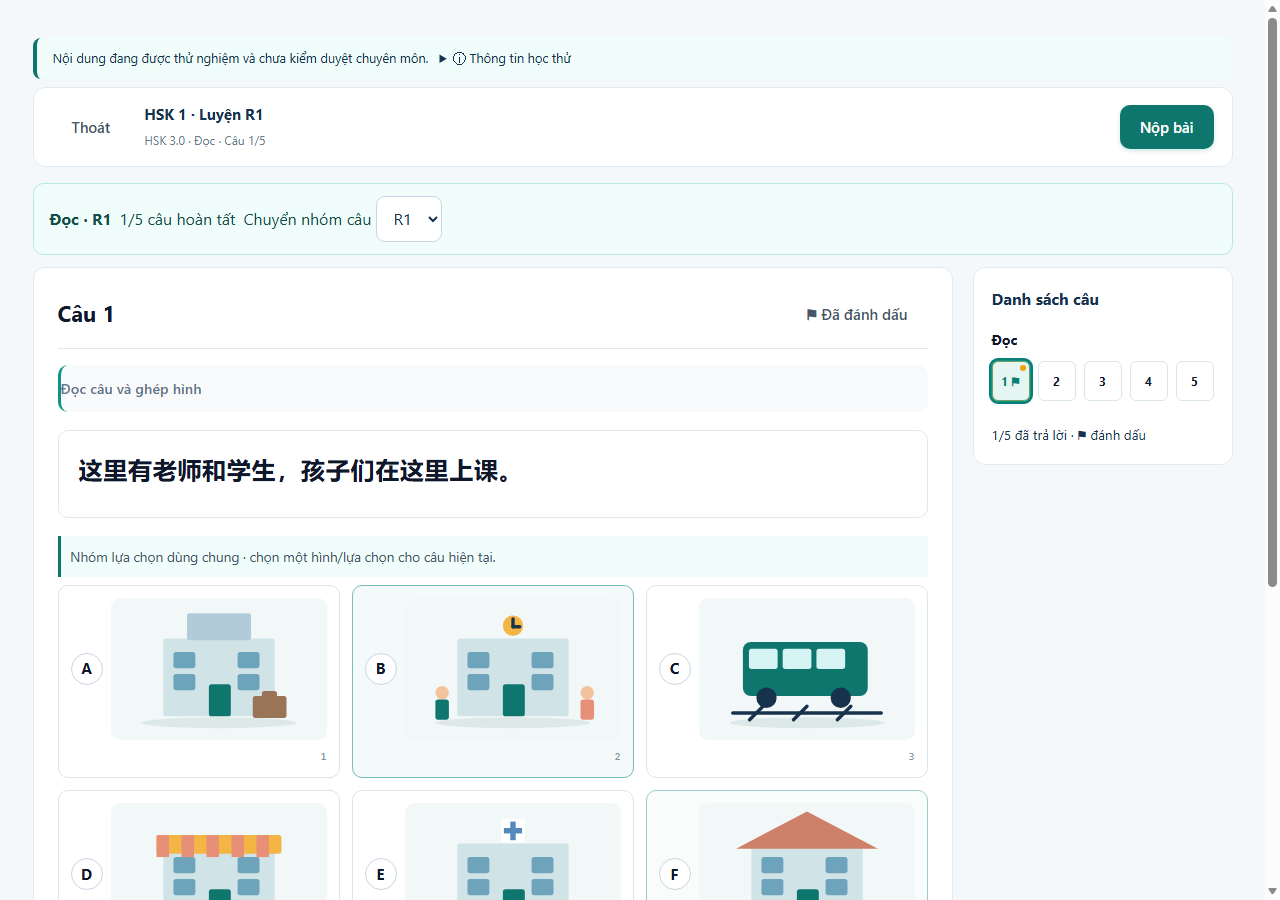 Nội dung đang được thử nghiệm và chưa kiểm duyệt chuyên môn. ▶ ⓘ Thông tin học thử
Thoát
HSK 1 · Luyện R1
HSK 3.0 · Đọc · Câu 1/5
Nộp bài
Đọc · R1 1/5 câu hoàn tất Chuyển nhóm câu R1
Câu 1
⚑ Đã đánh dấu
Đọc câu và ghép hình
这里有老师和学生，孩子们在这里上课。
Nhóm lựa chọn dùng chung · chọn một hình/lựa chọn cho câu hiện tại.
A
1
B
2
C
3
D
E
F
Danh sách câu
Đọc
1 ⚑ 2 3 4 5
1/5 đã trả lời · ⚑ đánh dấu